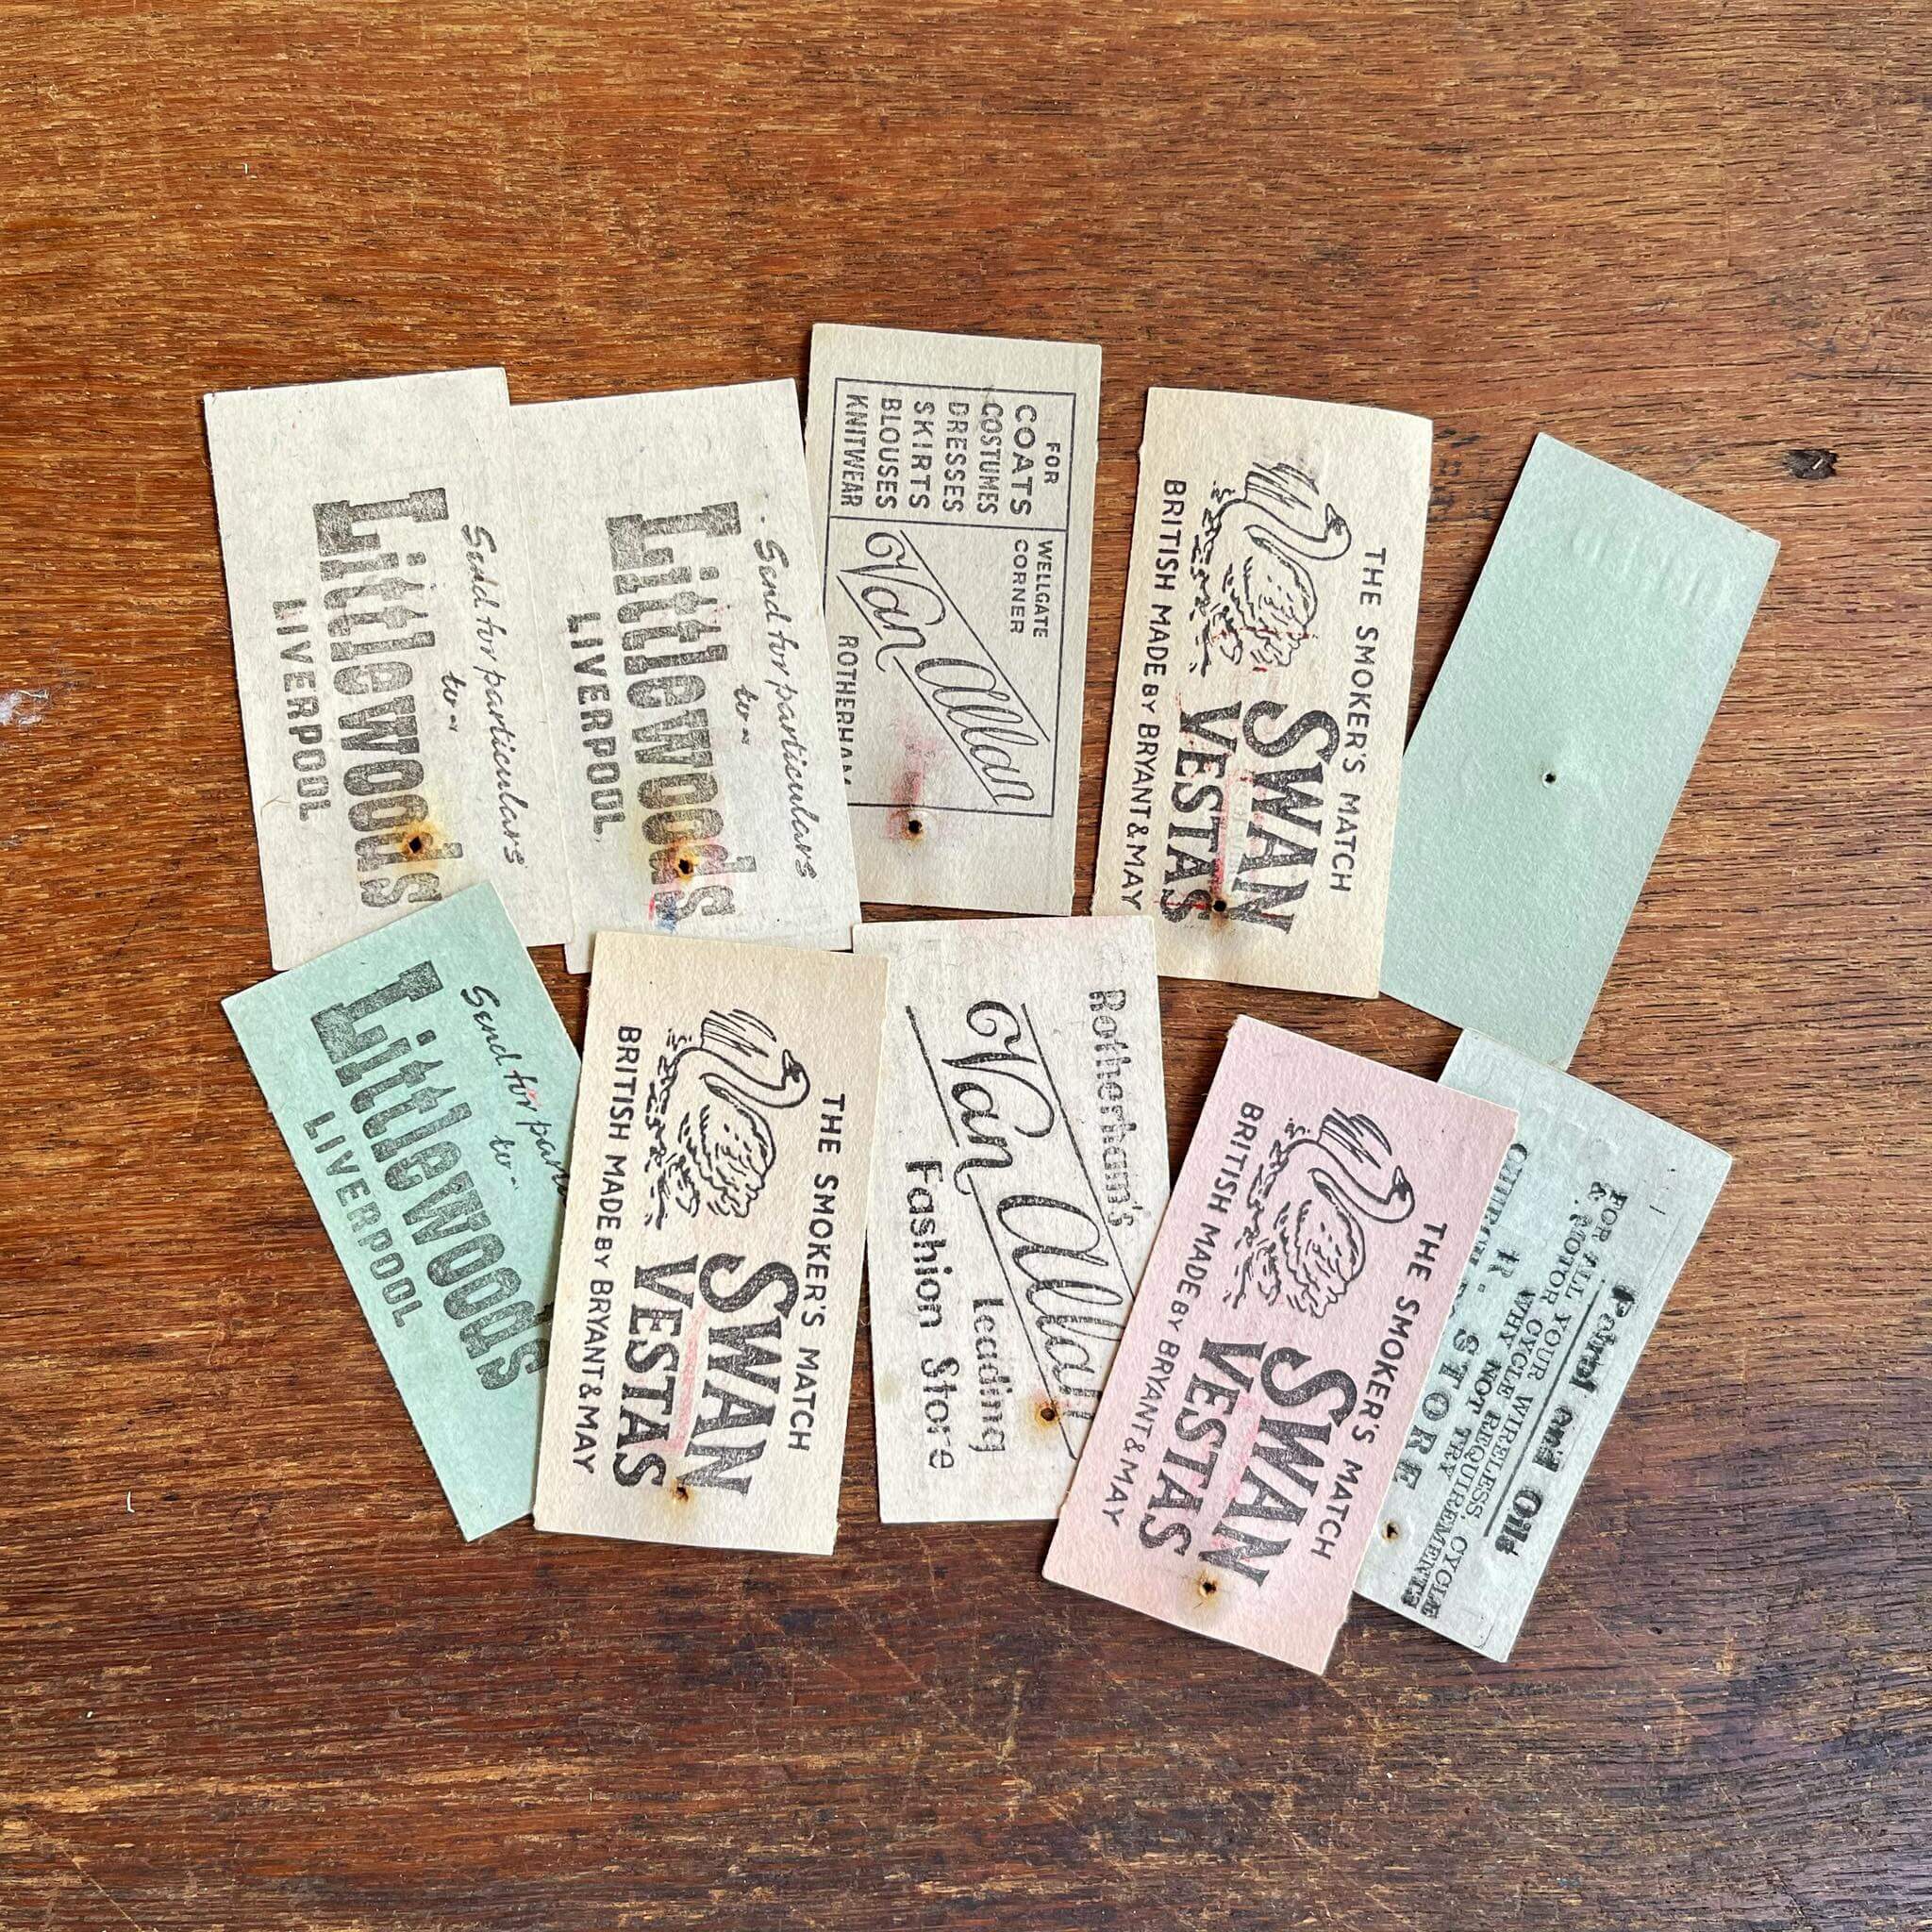 Send for particulars
to-
Littlewoods
LIVERPOOL
Send for particulars
to-
Littlewoods
LIVERPOOL.
FOR
COATS
COSTUMES
DRESSES
SKIRTS
BLOUSES
KNITWEAR
WELLGATE
CORNER
Van Allan
ROTHERHAM
THE SMOKER'S MATCH
SWAN
VESTAS
BRITISH MADE BY BRYANT & MAY
Send for par
to-
Littlewoods
LIVERPOOL
THE SMOKER'S MATCH
SWAN
VESTAS
BRITISH MADE BY BRYANT & MAY
Rotherham's
Van Allan
leading
Fashion Store
THE SMOKER'S MATCH
SWAN
VESTAS
BRITISH MADE BY BRYANT & MAY
Petrol and Oils
FOR ALL YOUR WIRELESS, CYCLE
& MOTOR CYCLE REQUIREMENTS
WHY NOT TRY
STORE